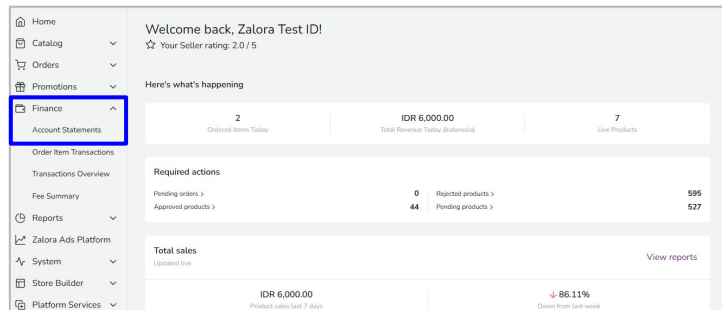 Home
Catalog
Orders
Promotions
Finance
Account Statements
Order Item Transactions
Transactions Overview
Fee Summary
Reports
Zalora Ads Platform
System
Store Builder
Platform Services
Welcome back, Zalora Test ID!
Your Seller rating: 2.0 / 5
Here's what's happening
2
Ordered Items Today
IDR 6,000.00
Total Revenue Today (Indonesia)
7
Live Products
Required actions
Pending orders > 0
Approved products > 44
Rejected products > 595
Pending products > 527
Total sales
Updated live
View reports
IDR 6,000.00
Product sales last 7 days
86.11%
Down from last week